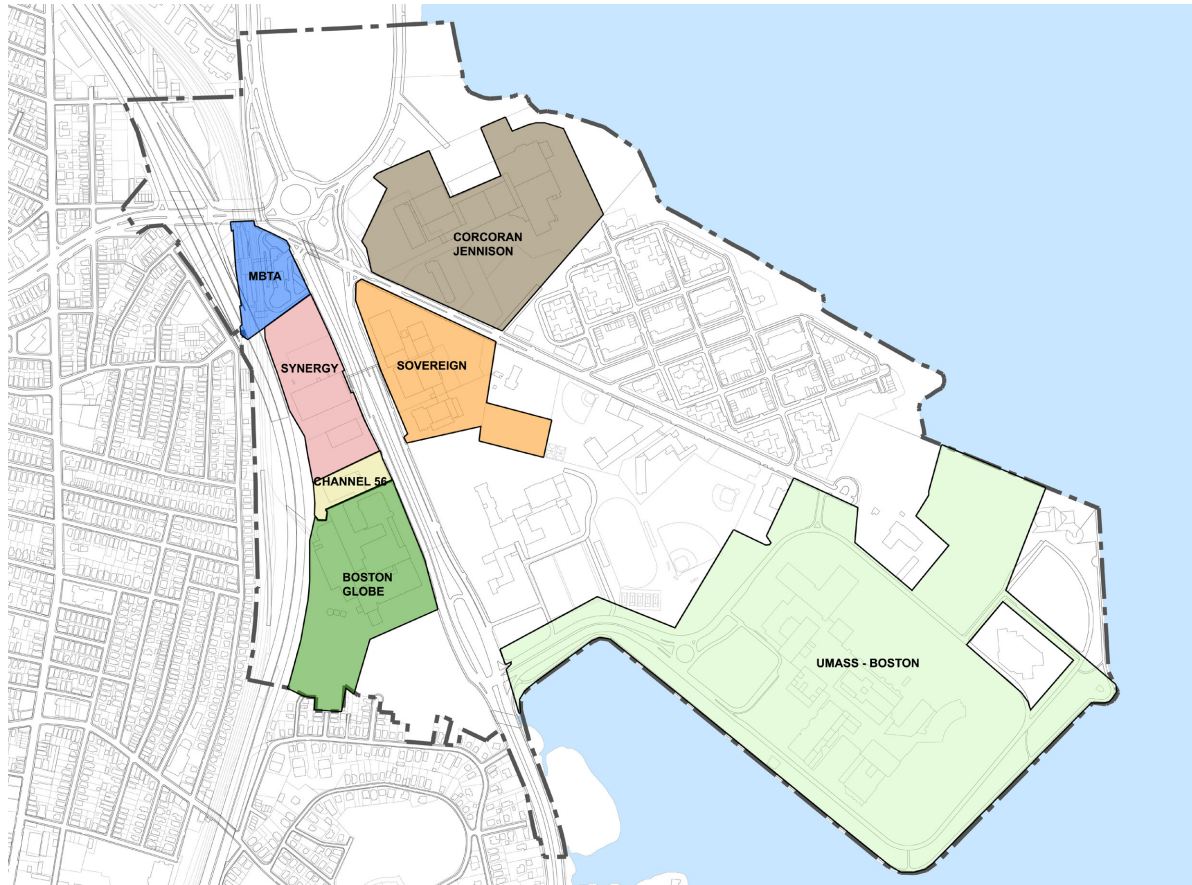 CORCORAN
JENNISON
MBTA
SYNERGY
SOVEREIGN
CHANNEL 56
BOSTON
GLOBE
UMASS - BOSTON